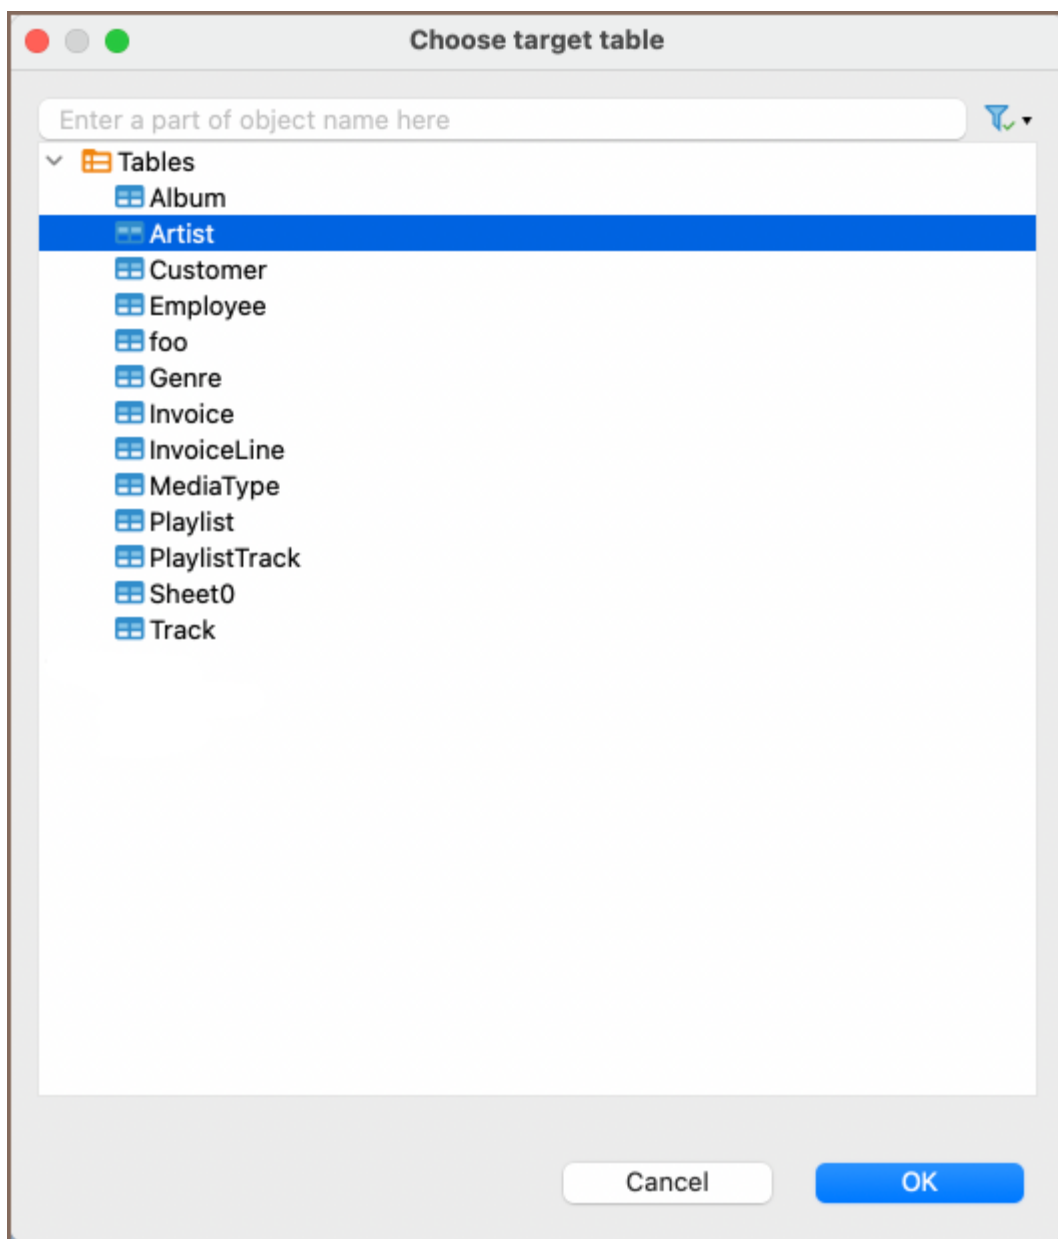 Choose target table
Enter a part of object name here
Tables
Album
Artist
Customer
Employee
foo
Genre
Invoice
InvoiceLine
MediaType
Playlist
PlaylistTrack
Sheet0
Track
Cancel OK